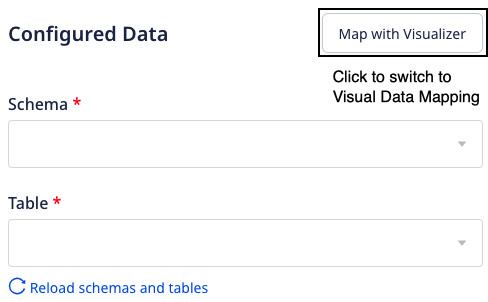 Configured Data
Map with Visualizer
Click to switch to
Visual Data Mapping
Schema *
Table *
Reload schemas and tables